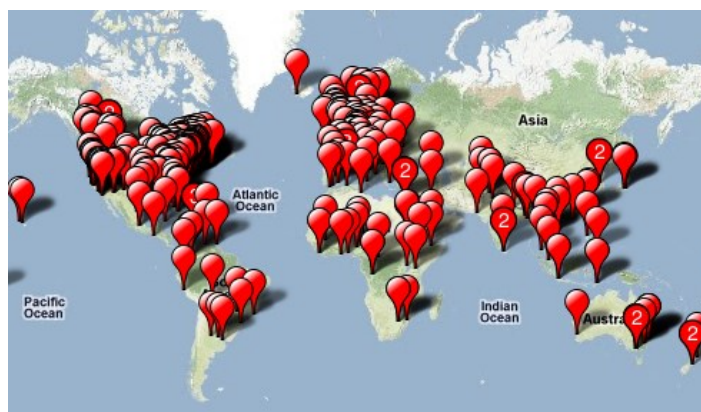 Asia
Atlantic
Ocean
Pacific
Ocean
Indian
Ocean
Austra
2
2
2
2
2